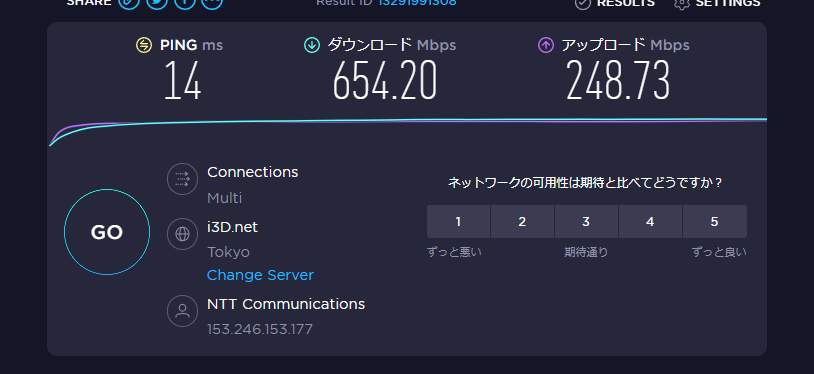 SHARE
Result ID 13291991308
RESULTS
SETTINGS
PING ms
14
ダウンロード Mbps
654.20
アップロード Mbps
248.73
GO
Connections
Multi
i3D.net
Tokyo
Change Server
NTT Communications
153.246.153.177
ネットワークの可用性は期待と比べてどうですか？
1 2 3 4 5
ずっと悪い 期待通り ずっと良い